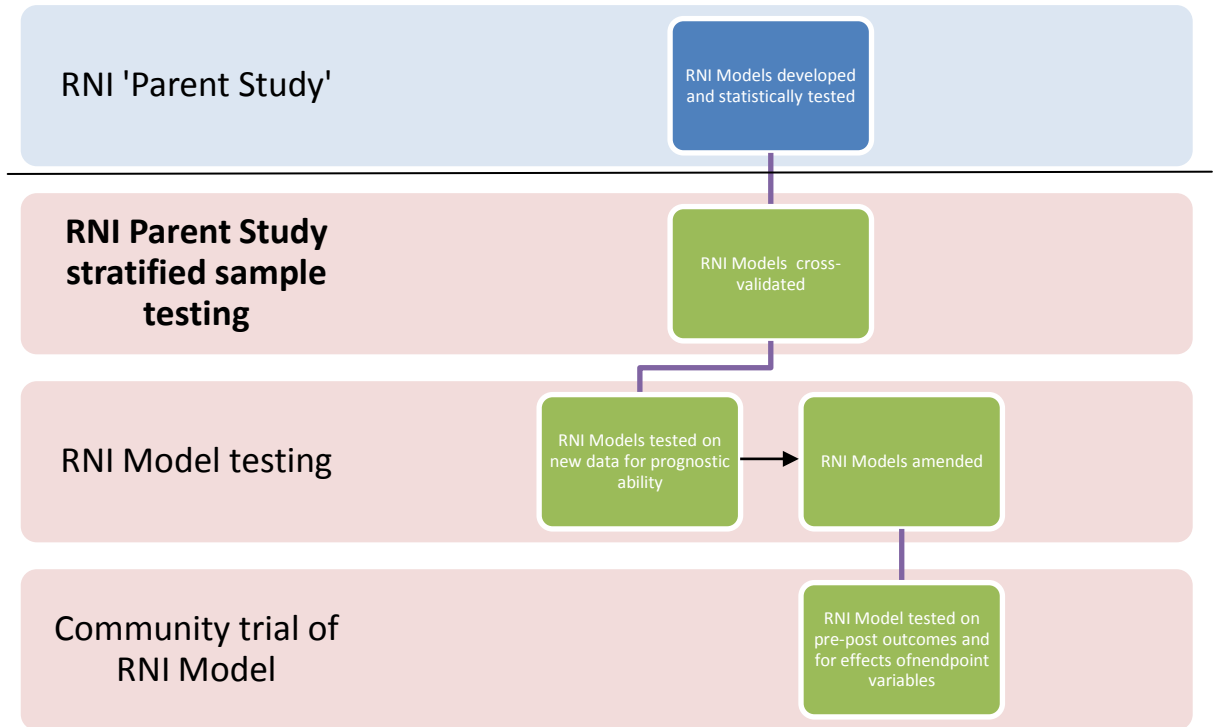 RNI 'Parent Study'
RNI Models developed
and statistically tested
RNI Parent Study
stratified sample
testing
RNI Models cross-
validated
RNI Model testing
RNI Models tested on
new data for prognostic
ability
RNI Models amended
Community trial of
RNI Model
RNI Model tested on
pre-post outcomes and
for effects ofnendpoint
variables